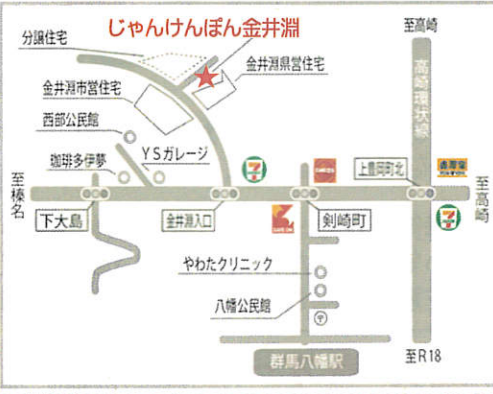 じゃんけんぽん金井淵
至高崎
分譲住宅
金井淵県営住宅
高崎環状線
金井淵市営住宅
西部公民館
YSガレージ
珈琲多伊夢
上豊岡町北
至榛名
至高崎
下大島
金井淵入口
剣崎町
やわたクリニック
八幡公民館
群馬八幡駅
至R18